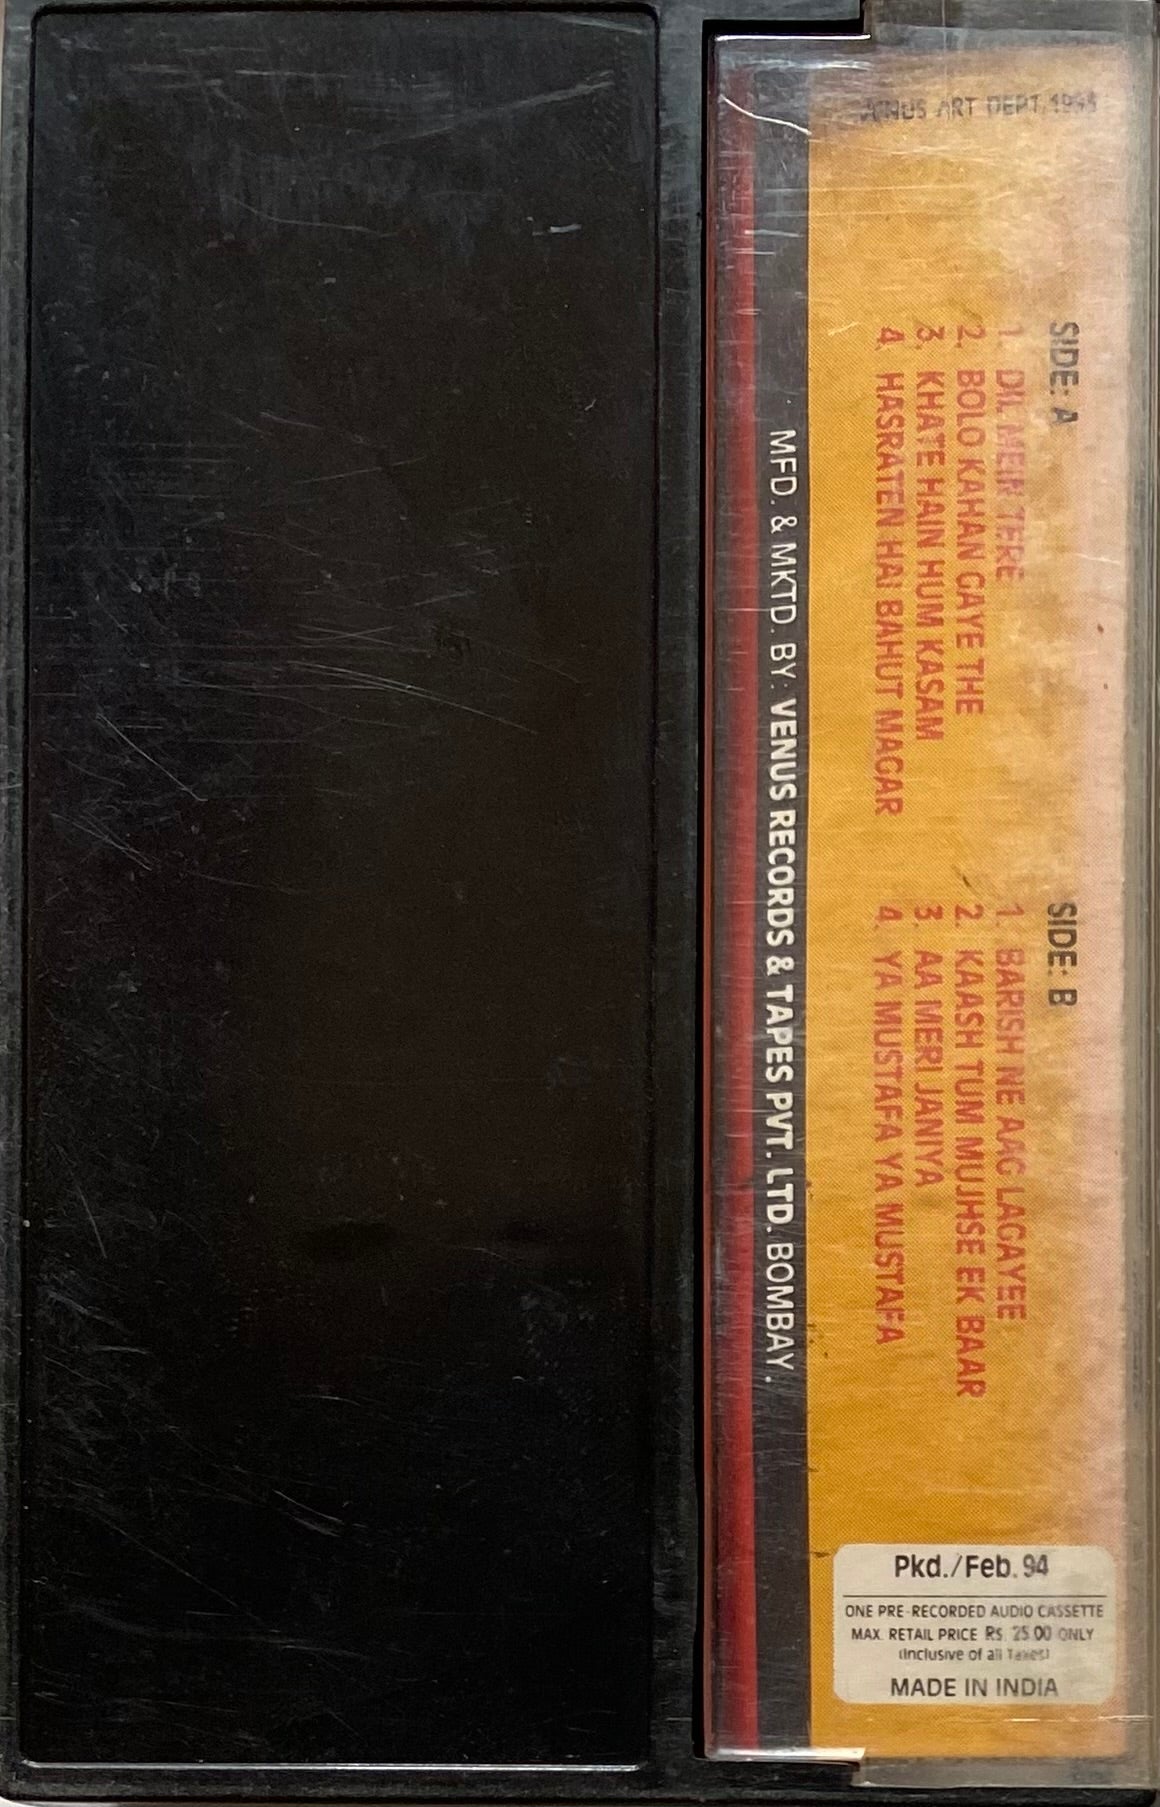 ART DEPT. 1994
SIDE: A
1. DIL MEIN TERE
2. BOLO KAHAN GAYE THE
3. KHATE HAIN HUM KASAM
4. HASRATEN HAI BAHUT MAGAR
SIDE: B
1. BARISH NE AAG LAGAYEE
2. KAASH TUM MUJHSE EK BAAR
3. AA MERI JANIYA
4. YA MUSTAFA YA MUSTAFA
MFD. & MKTD. BY: VENUS RECORDS & TAPES PVT. LTD. BOMBAY.
Pkd./Feb. 94
ONE PRE-RECORDED AUDIO CASSETTE
MAX. RETAIL PRICE Rs. 25.00 ONLY
(Inclusive of all Taxes)
MADE IN INDIA